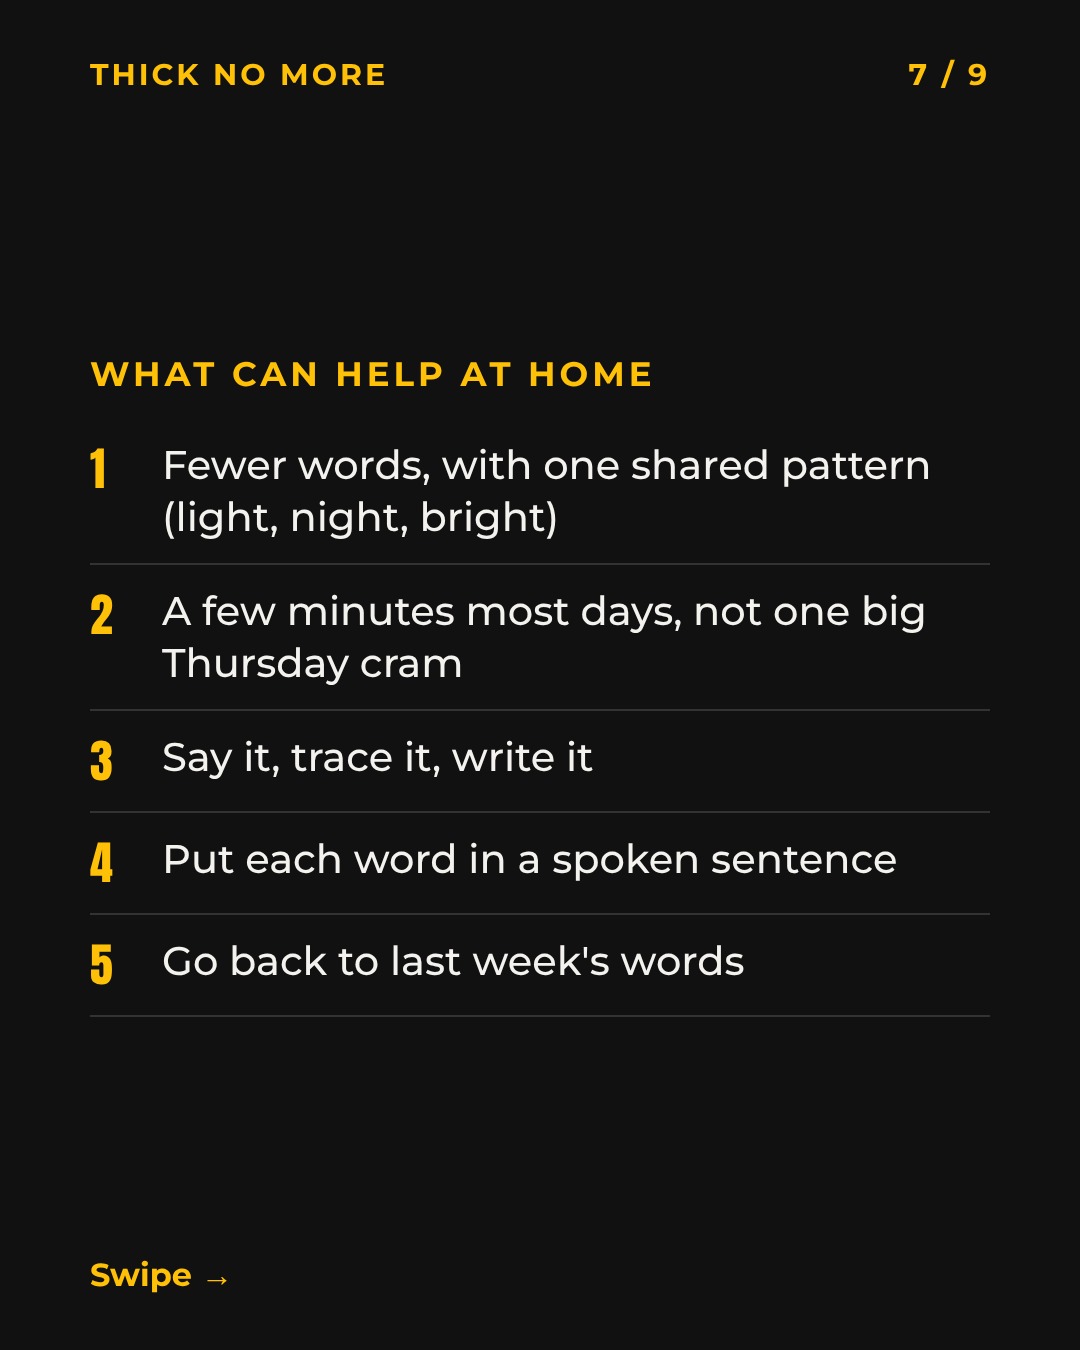 THICK NO MORE
7 / 9
WHAT CAN HELP AT HOME
1 Fewer words, with one shared pattern
(light, night, bright)
2 A few minutes most days, not one big
Thursday cram
3 Say it, trace it, write it
4 Put each word in a spoken sentence
5 Go back to last week's words
Swipe →